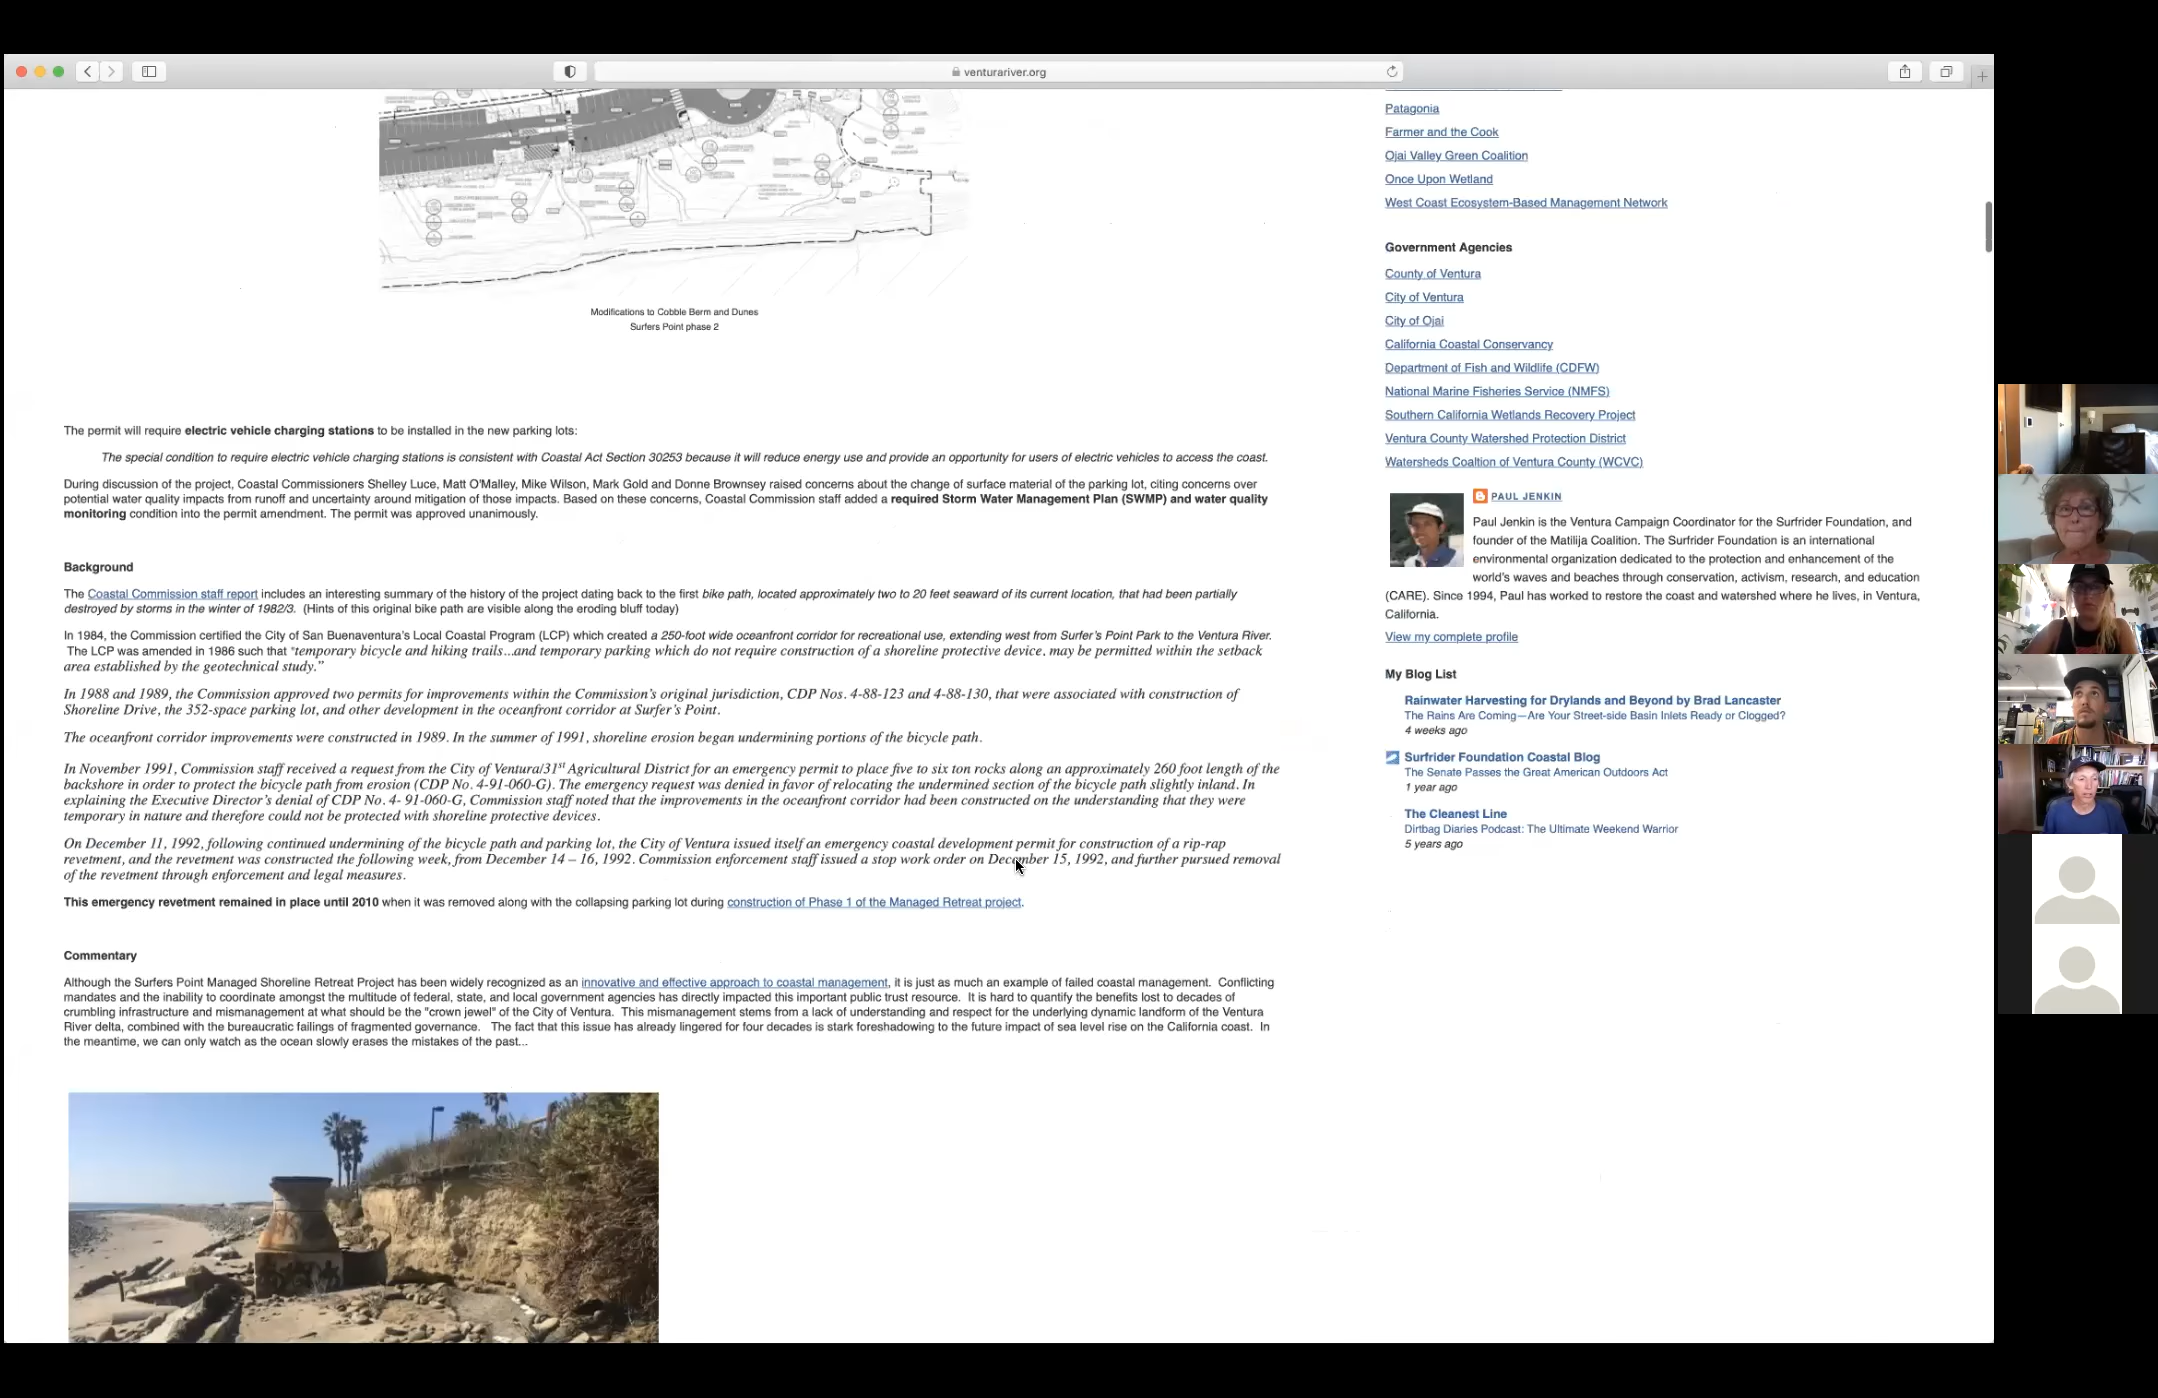 venturariver.org
Modifications to Cobble Berm and Dunes
Surfers Point phase 2
The permit will require electric vehicle charging stations to be installed in the new parking lots:
The special condition to require electric vehicle charging stations is consistent with Coastal Act Section 30253 because it will reduce energy use and provide an opportunity for users of electric vehicles to access the coast.
During discussion of the project, Coastal Commissioners Shelley Luce, Matt O'Malley, Mike Wilson, Mark Gold and Donne Brownsey raised concerns about the change of surface material of the parking lot, citing concerns over
potential water quality impacts from runoff and uncertainty around mitigation of those impacts. Based on these concerns, Coastal Commission staff added a required Storm Water Management Plan (SWMP) and water quality
monitoring condition into the permit amendment. The permit was approved unanimously.
Background
The Coastal Commission staff report includes an interesting summary of the history of the project dating back to the first bike path, located approximately two to 20 feet seaward of its current location, that had been partially
destroyed by storms in the winter of 1982/3. (Hints of this original bike path are visible along the eroding bluff today)
In 1984, the Commission certified the City of San Buenaventura's Local Coastal Program (LCP) which created a 250-foot wide oceanfront corridor for recreational use, extending west from Surfer's Point Park to the Ventura River.
The LCP was amended in 1986 such that "temporary bicycle and hiking trails...and temporary parking which do not require construction of a shoreline protective device, may be permitted within the setback
area established by the geotechnical study."
In 1988 and 1989, the Commission approved two permits for improvements within the Commission's original jurisdiction, CDP Nos. 4-88-123 and 4-88-130, that were associated with construction of
Shoreline Drive, the 352-space parking lot, and other development in the oceanfront corridor at Surfer's Point.
The oceanfront corridor improvements were constructed in 1989. In the summer of 1991, shoreline erosion began undermining portions of the bicycle path.
In November 1991, Commission staff received a request from the City of Ventura/31st Agricultural District for an emergency permit to place five to six ton rocks along an approximately 260 foot length of the
backshore in order to protect the bicycle path from erosion (CDP No. 4-91-060-G). The emergency request was denied in favor of relocating the undermined section of the bicycle path slightly inland. In
explaining the Executive Director's denial of CDP No. 4- 91-060-G, Commission staff noted that the improvements in the oceanfront corridor had been constructed on the understanding that they were
temporary in nature and therefore could not be protected with shoreline protective devices.
On December 11, 1992, following continued undermining of the bicycle path and parking lot, the City of Ventura issued itself an emergency coastal development permit for construction of a rip-rap
revetment, and the revetment was constructed the following week, from December 14 – 16, 1992. Commission enforcement staff issued a stop work order on December 15, 1992, and further pursued removal
of the revetment through enforcement and legal measures.
This emergency revetment remained in place until 2010 when it was removed along with the collapsing parking lot during construction of Phase 1 of the Managed Retreat project.
Commentary
Although the Surfers Point Managed Shoreline Retreat Project has been widely recognized as an innovative and effective approach to coastal management, it is just as much an example of failed coastal management. Conflicting
mandates and the inability to coordinate amongst the multitude of federal, state, and local government agencies has directly impacted this important public trust resource. It is hard to quantify the benefits lost to decades of
crumbling infrastructure and mismanagement at what should be the "crown jewel" of the City of Ventura. This mismanagement stems from a lack of understanding and respect for the underlying dynamic landform of the Ventura
River delta, combined with the bureaucratic failings of fragmented governance. The fact that this issue has already lingered for four decades is stark foreshadowing to the future impact of sea level rise on the California coast. In
the meantime, we can only watch as the ocean slowly erases the mistakes of the past...
Patagonia
Farmer and the Cook
Ojai Valley Green Coalition
Once Upon Wetland
West Coast Ecosystem-Based Management Network
Government Agencies
County of Ventura
City of Ventura
City of Ojai
California Coastal Conservancy
Department of Fish and Wildlife (CDFW)
National Marine Fisheries Service (NMFS)
Southern California Wetlands Recovery Project
Ventura County Watershed Protection District
Watersheds Coaltion of Ventura County (WCVC)
PAUL JENKIN
Paul Jenkin is the Ventura Campaign Coordinator for the Surfrider Foundation, and
founder of the Matilija Coalition. The Surfrider Foundation is an international
environmental organization dedicated to the protection and enhancement of the
world's waves and beaches through conservation, activism, research, and education
(CARE). Since 1994, Paul has worked to restore the coast and watershed where he lives, in Ventura,
California.
View my complete profile
My Blog List
Rainwater Harvesting for Drylands and Beyond by Brad Lancaster
The Rains Are Coming—Are Your Street-side Basin Inlets Ready or Clogged?
4 weeks ago
Surfrider Foundation Coastal Blog
The Senate Passes the Great American Outdoors Act
1 year ago
The Cleanest Line
Dirtbag Diaries Podcast: The Ultimate Weekend Warrior
5 years ago